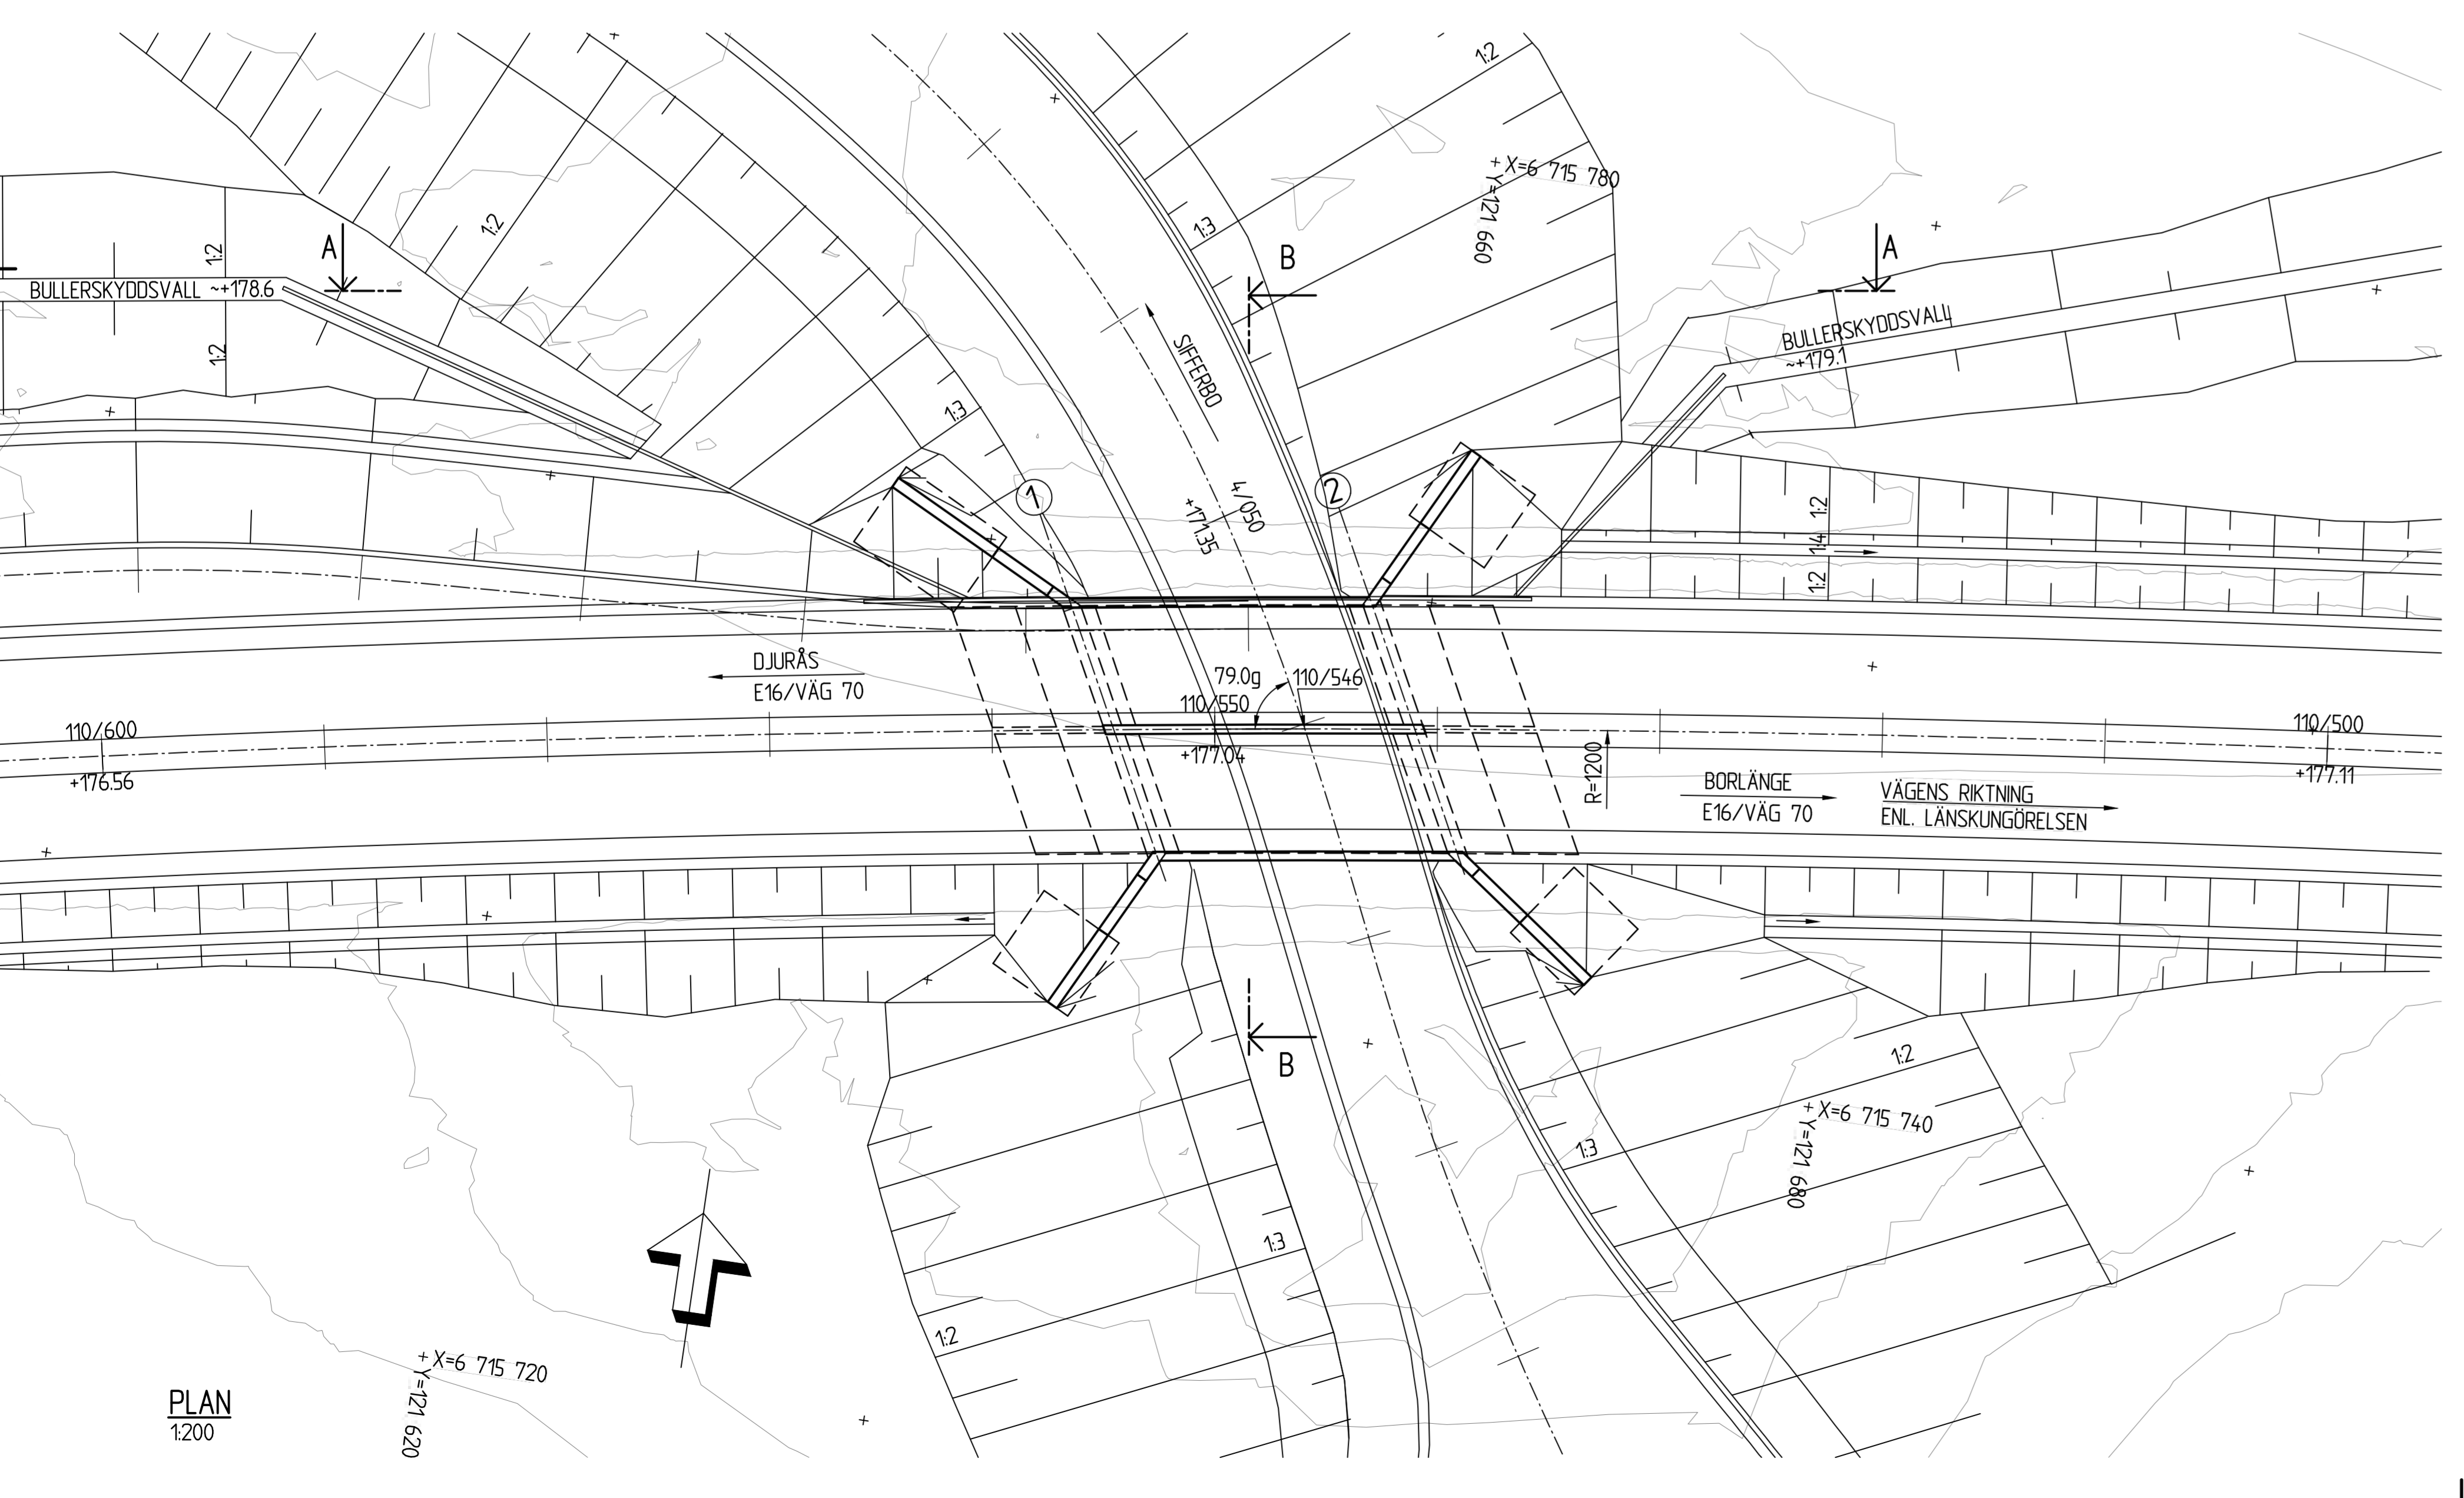 1:2
+ X=6 715 780
Y=121 660
1:2
1:3
1:2
A
B
A
BULLERSKYDDSVALL ~+178.6
BULLERSKYDDSVALL
~+179.1
1:2
SIFFERBO
1:3
1
2
4/050
+171.35
1:2
1:4
1:2
DJURÅS
E16/VÄG 70
79.0g
110/546
110/550
+177.04
110/600
+176.56
R=1200
BORLÄNGE
E16/VÄG 70
VÄGENS RIKTNING
ENL. LÄNSKUNGÖRELSEN
110/500
+177.11
B
1:2
+ X=6 715 740
Y=121 680
1:3
1:3
1:2
+ X=6 715 720
Y=121 620
PLAN
1:200